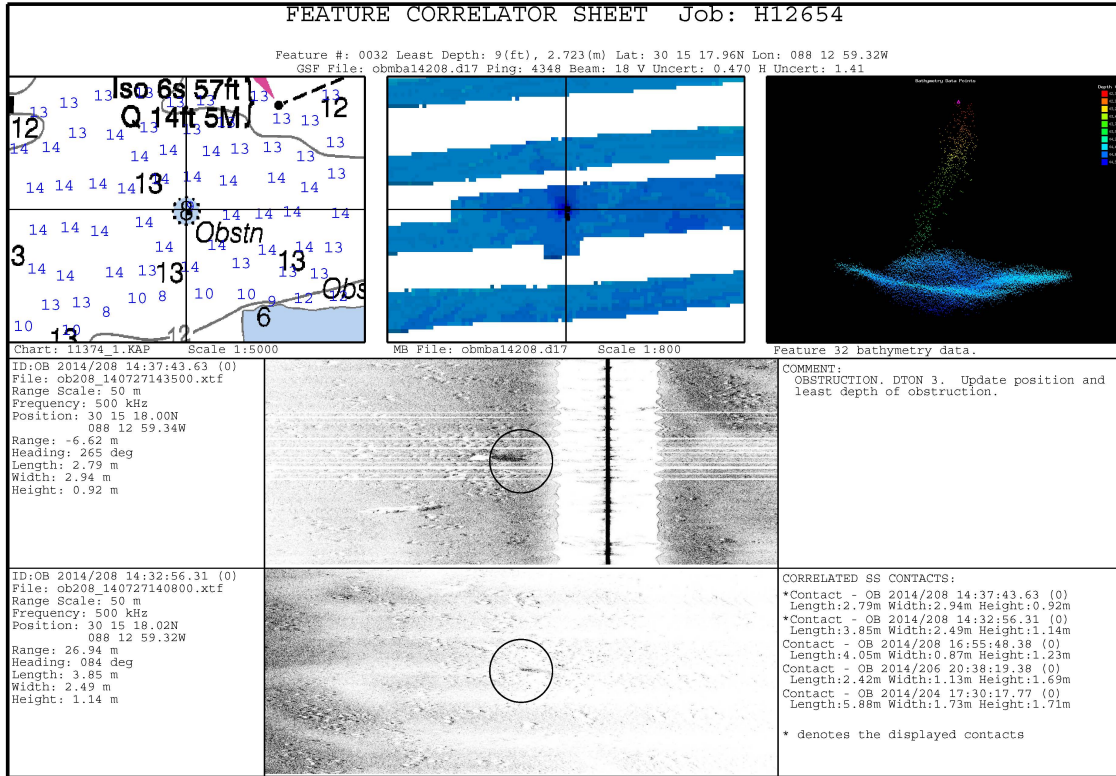 FEATURE CORRELATOR SHEET Job: H12654
Feature #: 0032 Least Depth: 9(ft), 2.723(m) Lat: 30 15 17.96N Lon: 088 12 59.32W
GSF File: obmba14208.d17 Ping: 4348 Beam: 18 V Uncert: 0.470 H Uncert: 1.41
Iso 6s 57ft
Q 14ft 5M
12
12
13
Obstn
3
13
13
Obs
6
13
12
Bathymetry Data Points
Depth
Chart: 11374_1.KAP Scale 1:5000
MB File: obmba14208.d17 Scale 1:800
Feature 32 bathymetry data.
ID:OB 2014/208 14:37:43.63 (0)
File: ob208_140727143500.xtf
Range Scale: 50 m
Frequency: 500 kHz
Position: 30 15 18.00N
088 12 59.34W
Range: -6.62 m
Heading: 265 deg
Length: 2.79 m
Width: 2.94 m
Height: 0.92 m
COMMENT:
OBSTRUCTION. DTON 3. Update position and
least depth of obstruction.
ID:OB 2014/208 14:32:56.31 (0)
File: ob208_140727140800.xtf
Range Scale: 50 m
Frequency: 500 kHz
Position: 30 15 18.02N
088 12 59.32W
Range: 26.94 m
Heading: 084 deg
Length: 3.85 m
Width: 2.49 m
Height: 1.14 m
CORRELATED SS CONTACTS:
*Contact - OB 2014/208 14:37:43.63 (0)
Length:2.79m Width:2.94m Height:0.92m
*Contact - OB 2014/208 14:32:56.31 (0)
Length:3.85m Width:2.49m Height:1.14m
Contact - OB 2014/208 16:55:48.38 (0)
Length:4.05m Width:0.87m Height:1.23m
Contact - OB 2014/206 20:38:19.38 (0)
Length:2.42m Width:1.13m Height:1.69m
Contact - OB 2014/204 17:30:17.77 (0)
Length:5.88m Width:1.73m Height:1.71m
* denotes the displayed contacts